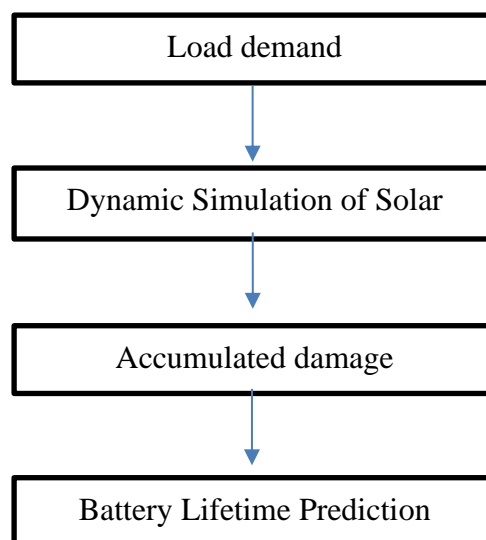 Load demand
Dynamic Simulation of Solar
Accumulated damage
Battery Lifetime Prediction